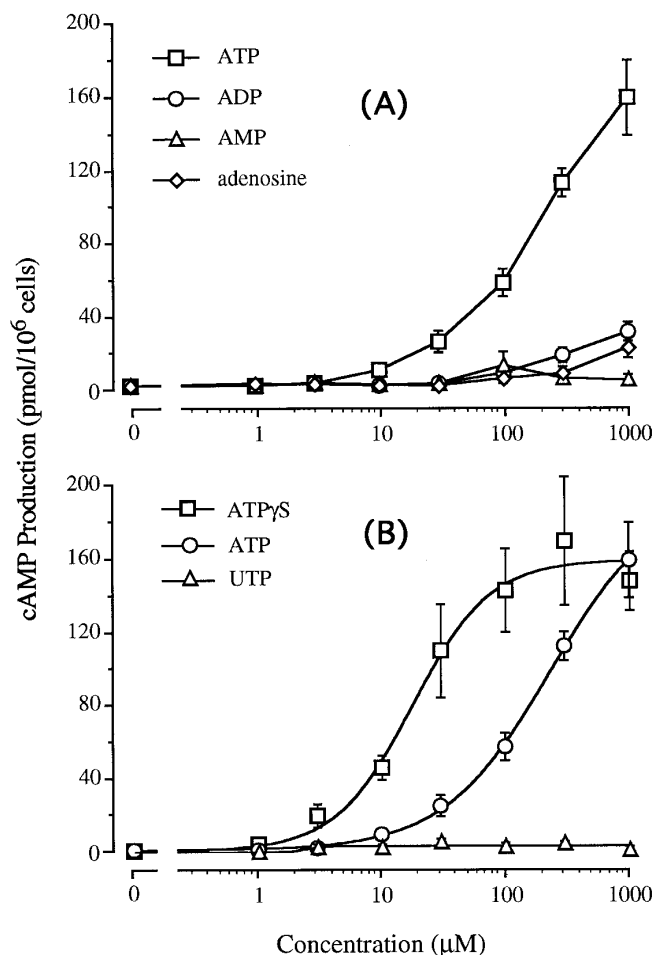 cAMP Production (pmol/10⁶ cells)
200
160
120
80
40
0
ATP
ADP
AMP
adenosine
(A)
0 1 10 100 1000
200
160
120
80
40
0
ATPγS
ATP
UTP
(B)
0 1 10 100 1000
Concentration (μM)